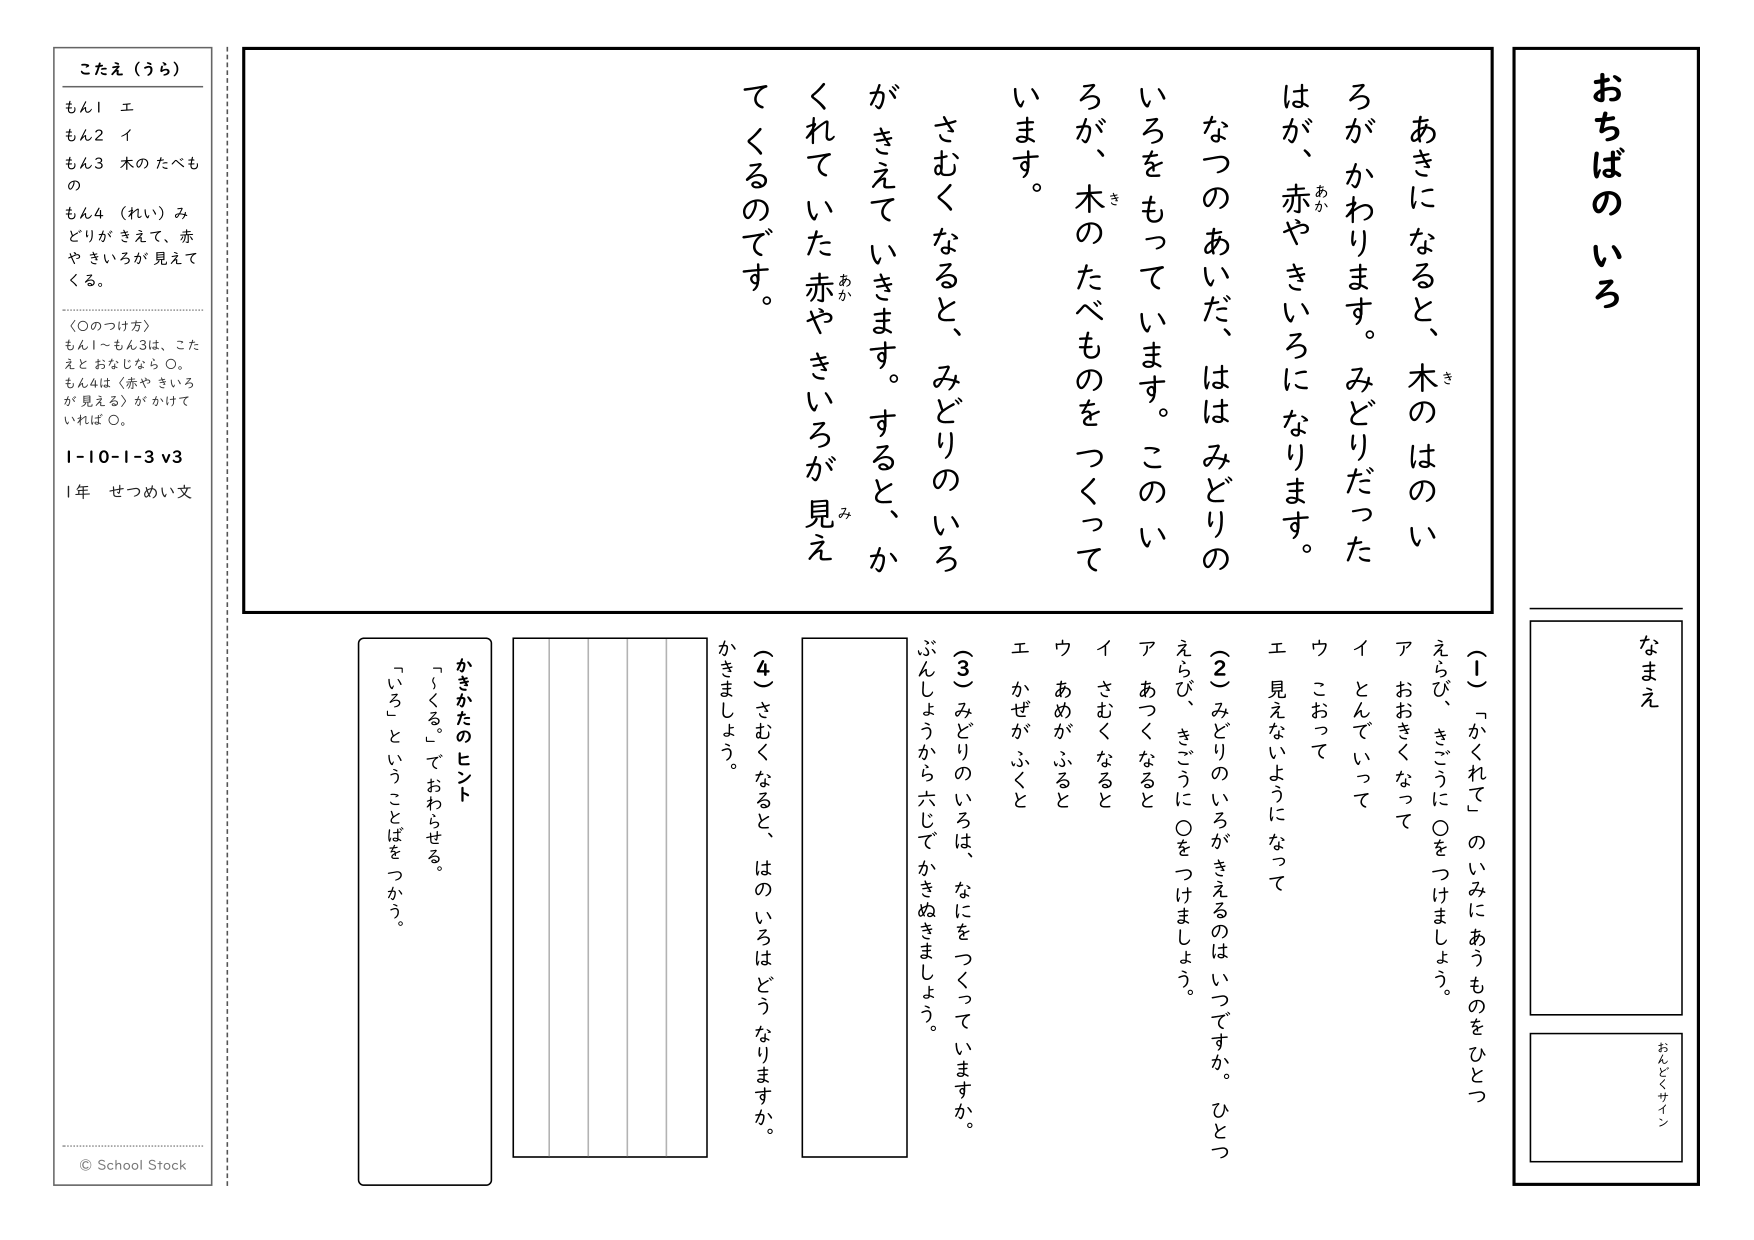 おちばの いろ
なまえ
おんどくサイン
あきに なると、木の はの い
ろが かわります。みどりだった
はが、赤や きいろに なります。
なつの あいだ、はは みどりの
いろを もって います。この い
ろが、木の たべものを つくって
います。
さむく なると、みどりの いろ
が きえて いきます。すると、か
くれて いた 赤や きいろが 見え
て くるのです。
き
あか
き
あか
み
(1)「かくれて」の いみに あう ものを ひとつ
えらび、きごうに ○を つけましょう。
ア おおきく なって
イ とんで いって
ウ こおって
エ 見えないように なって
(2)みどりの いろが きえるのは いつですか。ひとつ
えらび、きごうに ○を つけましょう。
ア あつく なると
イ さむく なると
ウ あめが ふると
エ かぜが ふくと
(3)みどりの いろは、なにを つくって いますか。
ぶんしょうから 六じで かきぬきましょう。
(4)さむく なると、はの いろは どう なりますか。
かきましょう。
かきかたの ヒント
「~くる。」で おわらせる。
「いろ」と いう ことばを つかう。
こたえ(うら)
もん1 エ
もん2 イ
もん3 木の たべも
の
もん4 (れい)み
どりが きえて、赤
や きいろが 見えて
くる。
〈○のつけ方〉
もん1~もん3は、こた
えと おなじなら ○。
もん4は〈赤や きいろ
が 見える〉が かけて
いれば ○。
1-10-1-3 v3
1年 せつめい文
© School Stock